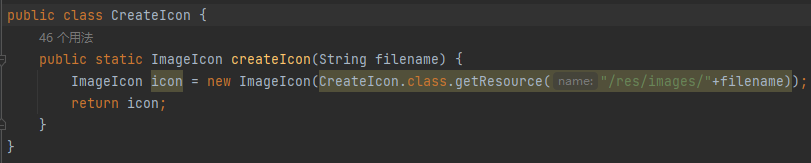 public class CreateIcon {
46 个用法
public static ImageIcon createIcon(String filename) {
ImageIcon icon = new ImageIcon(CreateIcon.class.getResource( name: "/res/images/"+filename));
return icon;
}
}